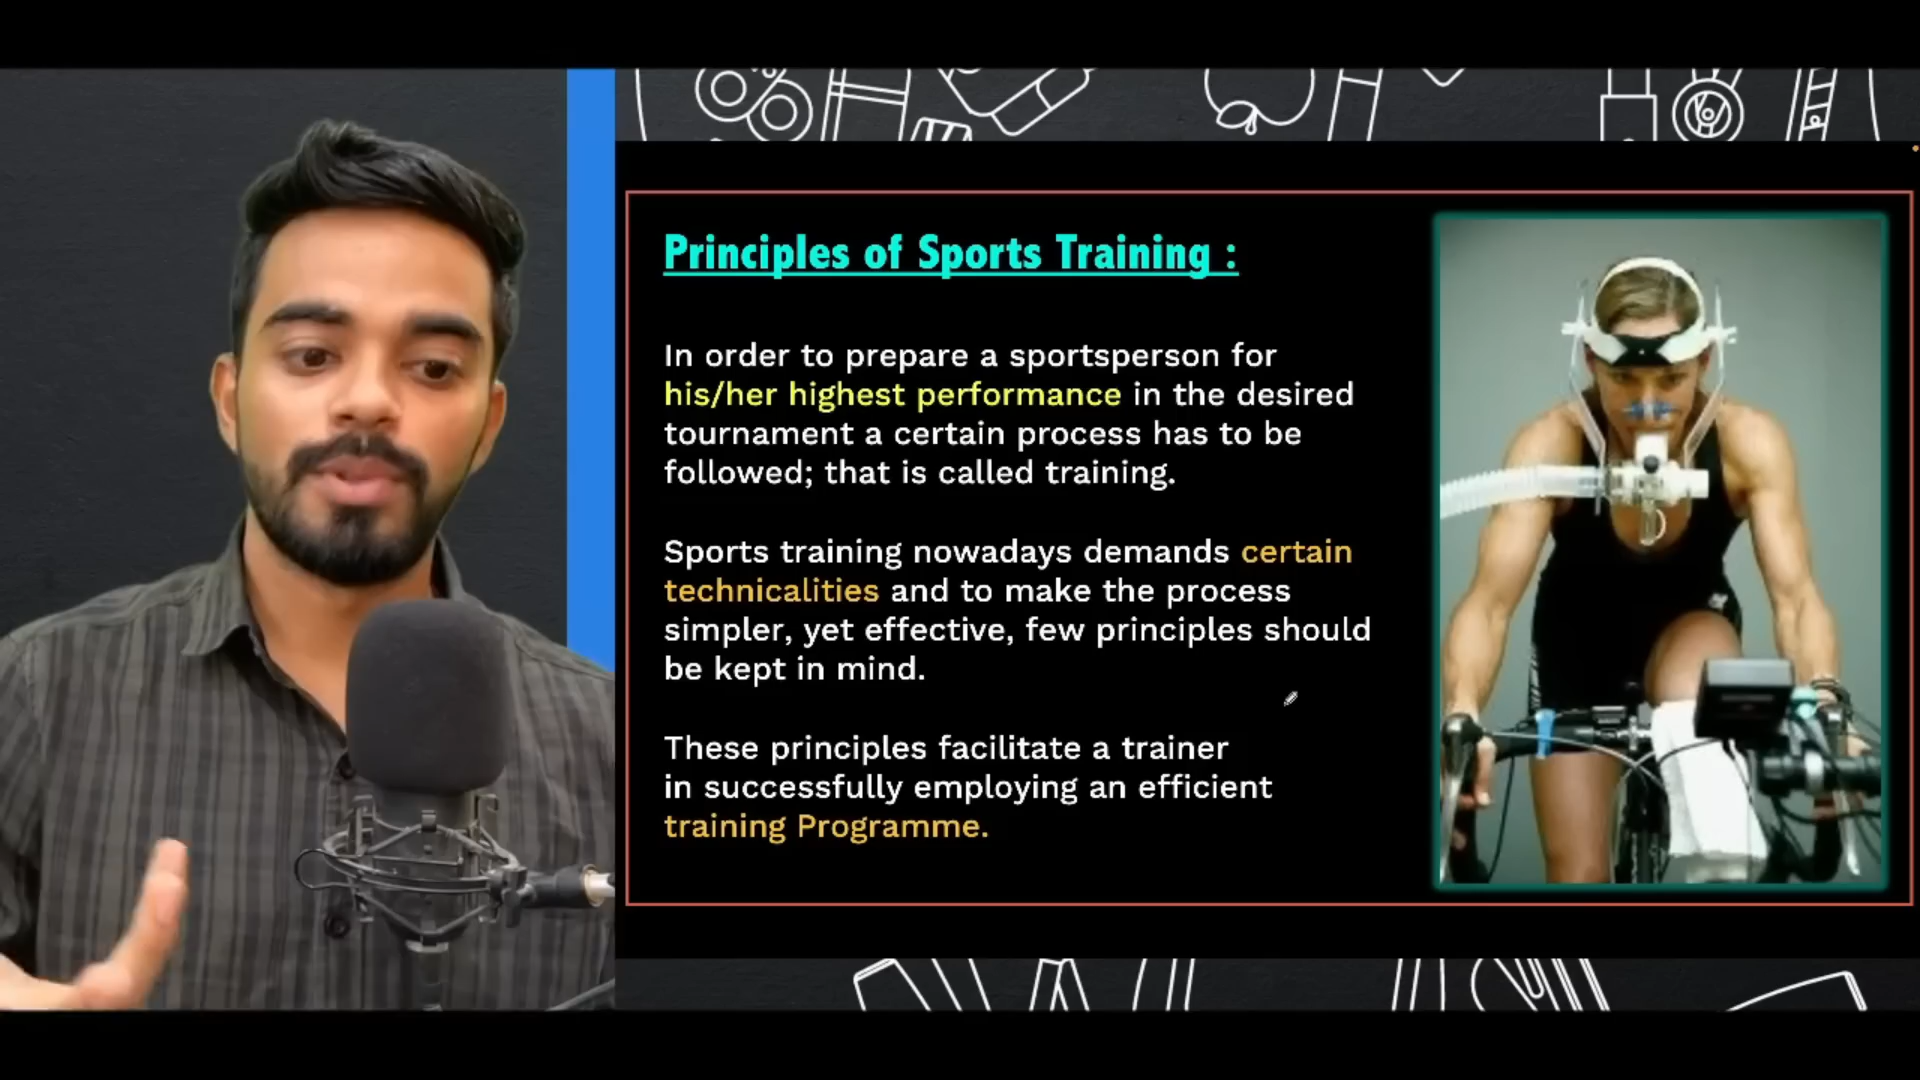 Principles of Sports Training :
In order to prepare a sportsperson for
his/her highest performance in the desired
tournament a certain process has to be
followed; that is called training.
Sports training nowadays demands certain
technicalities and to make the process
simpler, yet effective, few principles should
be kept in mind.
These principles facilitate a trainer
in successfully employing an efficient
training Programme.